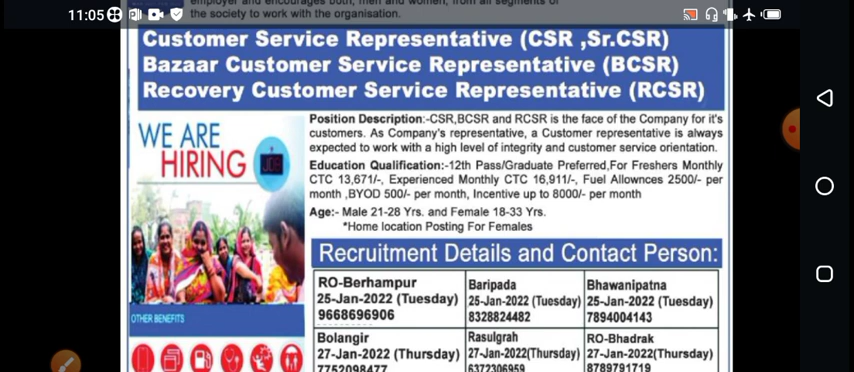 employer and encourages both, men and women, from all segments of
11:05
the society to work with the organisation.
Customer Service Representative (CSR ,Sr.CSR)
Bazaar Customer Service Representative (BCSR)
Recovery Customer Service Representative (RCSR)
WE ARE
HIRING
JOB
Position Description:-CSR,BCSR and RCSR is the face of the Company for it's
customers. As Company's representative, a Customer representative is always
expected to work with a high level of integrity and customer service orientation.
Education Qualification:-12th Pass/Graduate Preferred,For Freshers Monthly
CTC 13,671/-, Experienced Monthly CTC 16,911/-, Fuel Allownces 2500/- per
month ,BYOD 500/- per month, Incentive up to 8000/- per month
Age:- Male 21-28 Yrs. and Female 18-33 Yrs.
*Home location Posting For Females
Recruitment Details and Contact Person:
RO-Berhampur
25-Jan-2022 (Tuesday)
9668696906
Baripada
25-Jan-2022 (Tuesday)
8328824482
Bhawanipatna
25-Jan-2022 (Tuesday)
7894004143
Bolangir
27-Jan-2022 (Thursday)
7752098477
Rasulgrah
27-Jan-2022(Thursday)
6372306959
RO-Bhadrak
27-Jan-2022(Thursday)
8789791719
OTHER BENEFITS